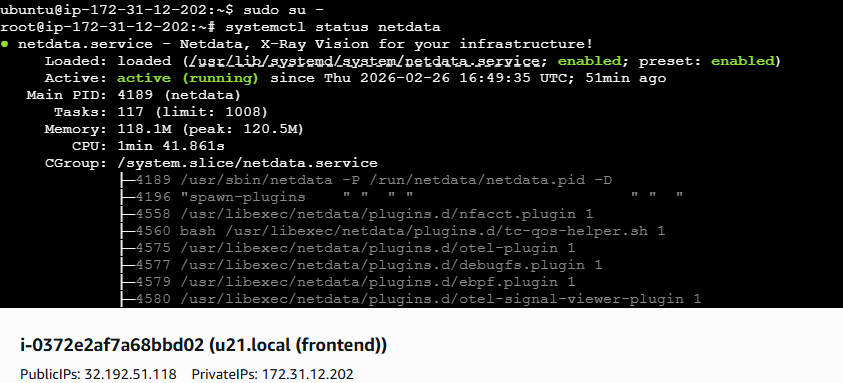 ubuntu@ip-172-31-12-202:~$ sudo su -
root@ip-172-31-12-202:~# systemctl status netdata
● netdata.service - Netdata, X-Ray Vision for your infrastructure!
     Loaded: loaded (/usr/lib/systemd/system/netdata.service; enabled; preset: enabled)
     Active: active (running) since Thu 2026-02-26 16:49:35 UTC; 51min ago
   Main PID: 4189 (netdata)
      Tasks: 117 (limit: 1008)
     Memory: 118.1M (peak: 120.5M)
        CPU: 1min 41.861s
     CGroup: /system.slice/netdata.service
             ├─4189 /usr/sbin/netdata -P /run/netdata/netdata.pid -D
             ├─4196 "spawn-plugins    " "  " "                             " "  "
             ├─4558 /usr/libexec/netdata/plugins.d/nfacct.plugin 1
             ├─4560 bash /usr/libexec/netdata/plugins.d/tc-qos-helper.sh 1
             ├─4575 /usr/libexec/netdata/plugins.d/otel-plugin 1
             ├─4577 /usr/libexec/netdata/plugins.d/debugfs.plugin 1
             ├─4579 /usr/libexec/netdata/plugins.d/ebpf.plugin 1
             ├─4580 /usr/libexec/netdata/plugins.d/otel-signal-viewer-plugin 1
i-0372e2af7a68bbd02 (u21.local (frontend))
PublicIPs: 32.192.51.118    PrivateIPs: 172.31.12.202